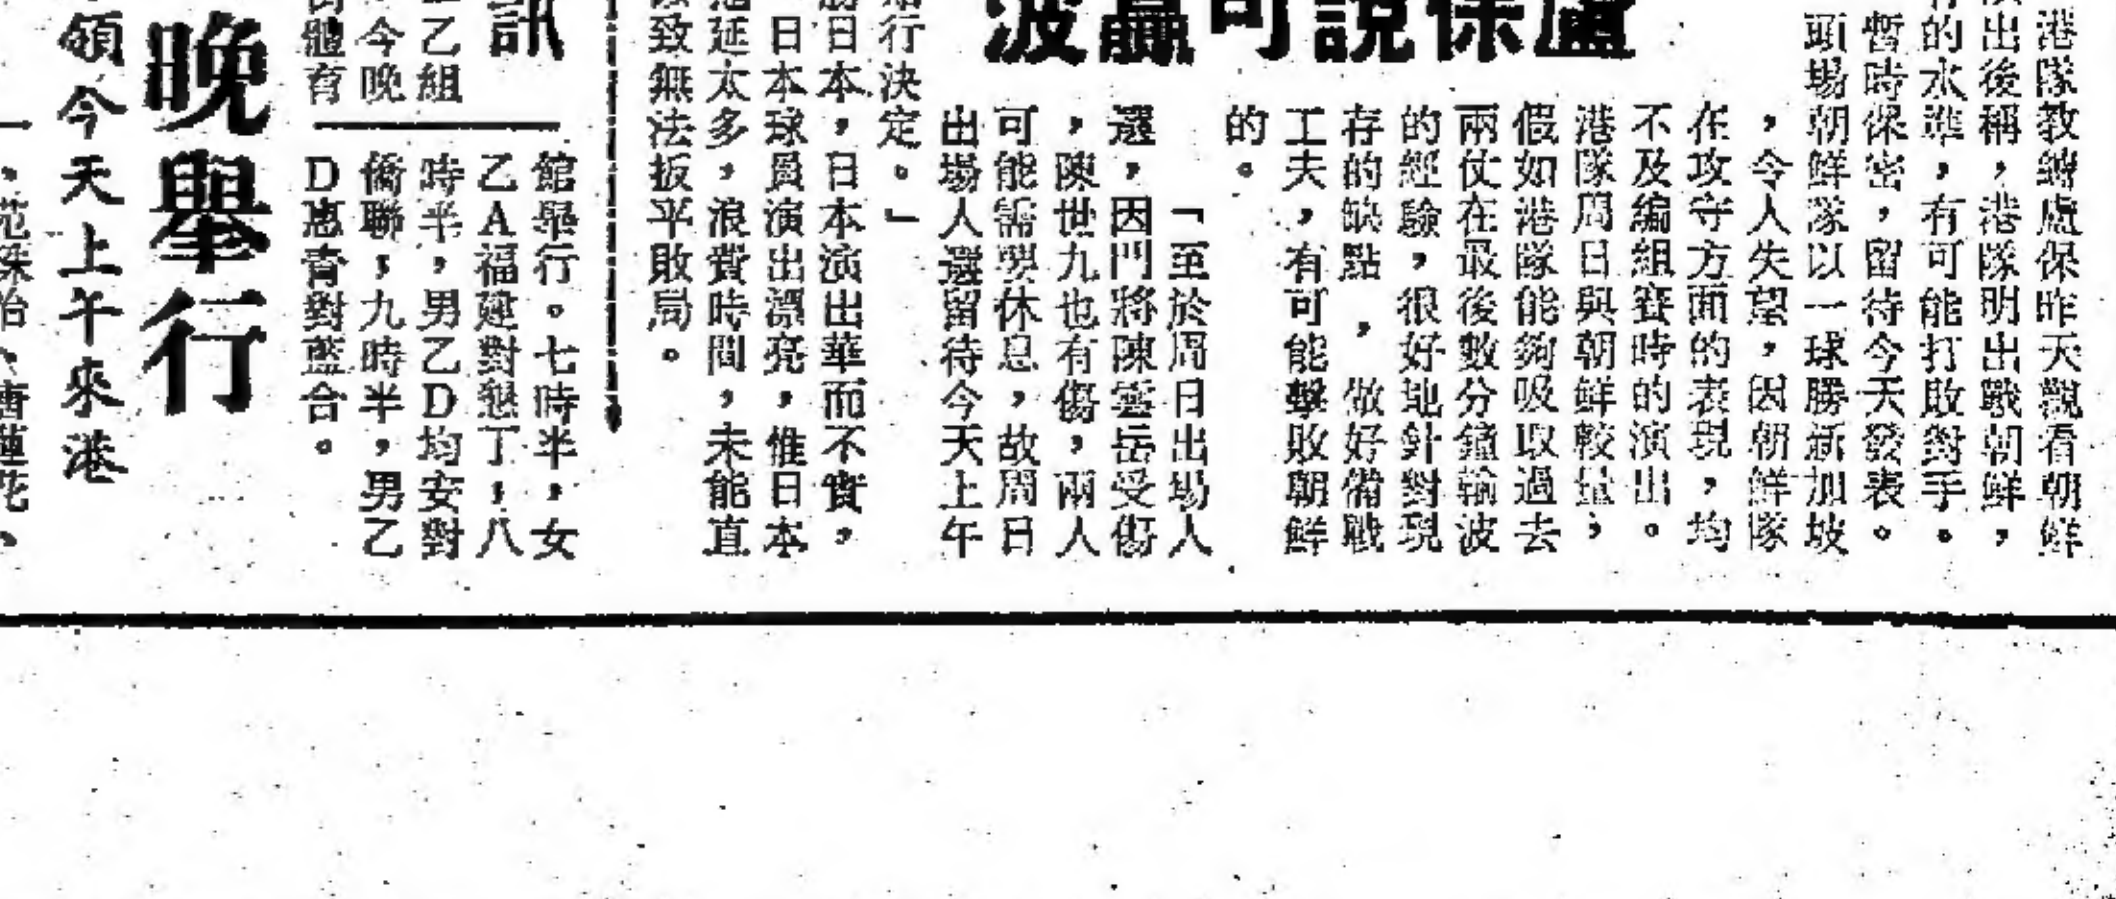 盧保說可贏波
港隊教練盧保昨天觀看朝鮮
演出後稱，港隊明出戰朝鮮，
有的水準，有可能打敗對手。
暫時保密，留待今天發表。
頭場朝鮮隊以一球勝新加坡
，令人失望，因朝鮮隊
在攻守方面的表現，均
不及編組賽時的演出。
港隊周日與朝鮮較量，
假如港隊能夠吸取過去
兩仗在最後數分鐘輸波
的經驗，很好地針對現
存的缺點，做好備戰
工夫，有可能擊敗朝鮮
的。
「至於周日出場人
選，因門將陳雲岳受傷
，陳世九也有傷，兩人
可能需要休息，故周日
出場人選留待今天上午
行決定。」
日本，日本演出華而不實，
日本球員演出漂亮，惟日本
延太多，浪費時間，未能直
致無法扳平敗局。
訊
乙組
今晚
體育
館舉行。七時半，女
乙A福建對懇丁，八
時半，男乙D均安對
僑聯，九時半，男乙
D惠青對藍合。
晚舉行
領今天上午來港